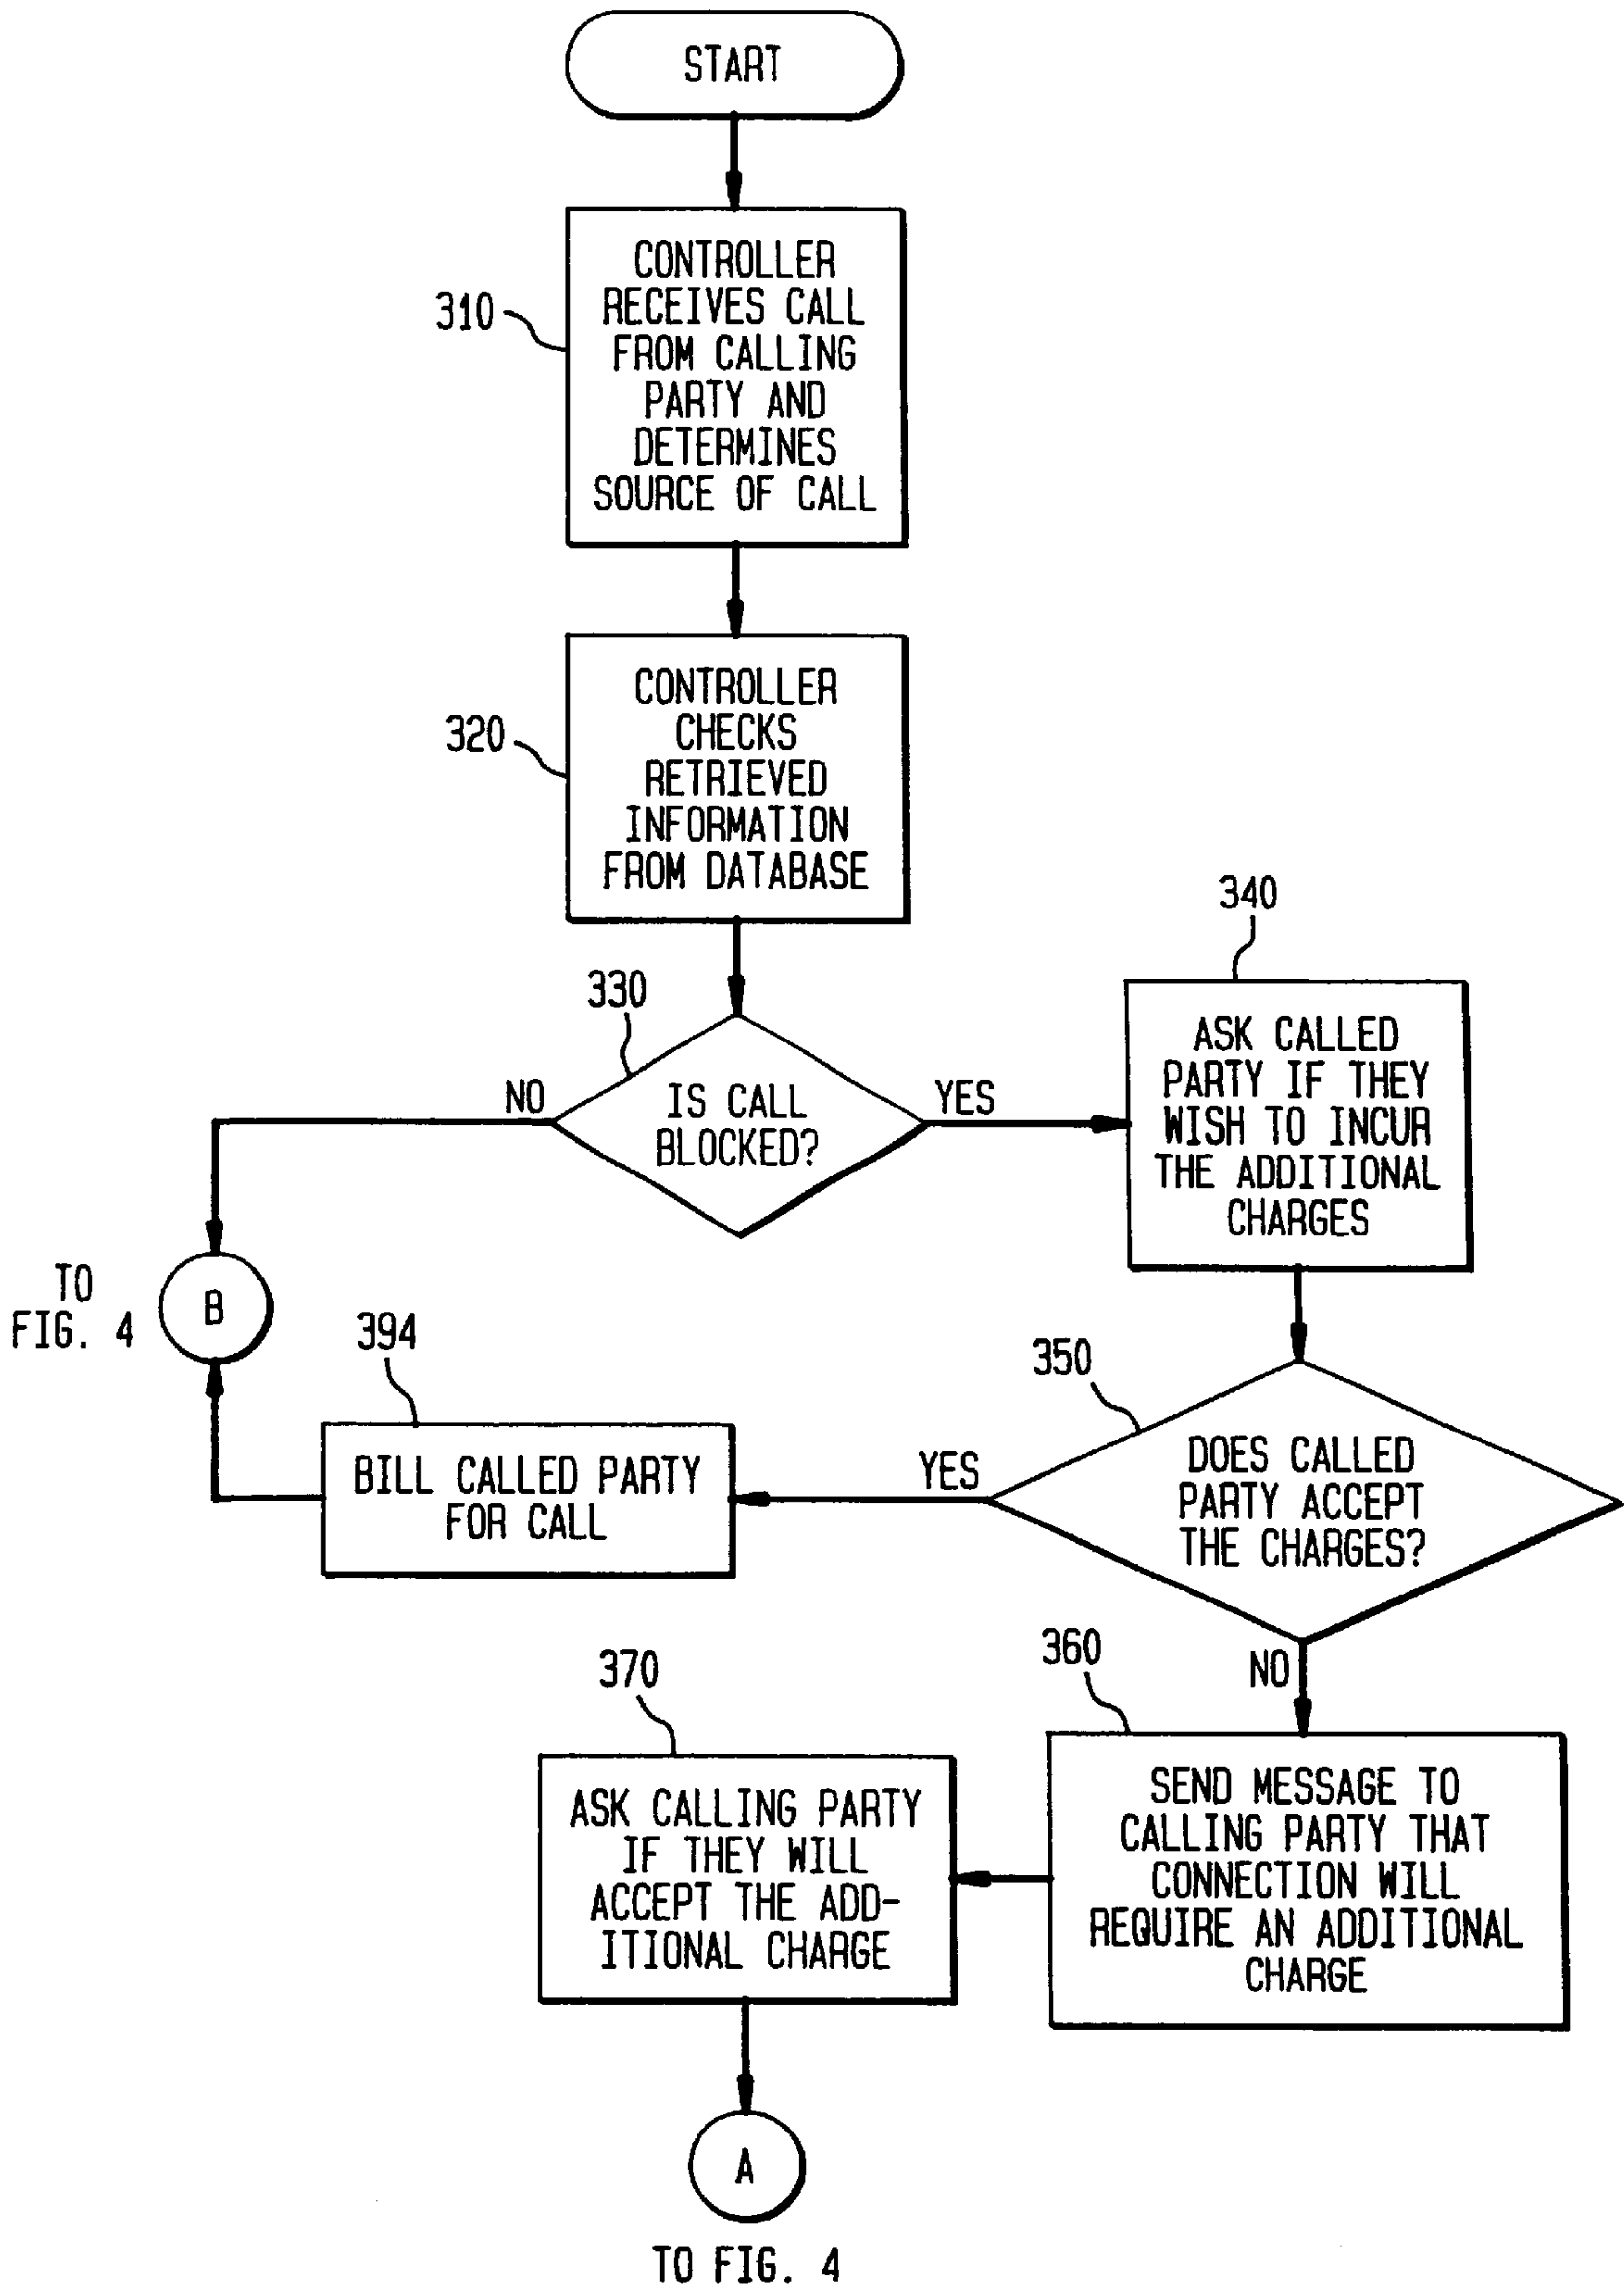 START
310
CONTROLLER
RECEIVES CALL
FROM CALLING
PARTY AND
DETERMINES
SOURCE OF CALL
320
CONTROLLER
CHECKS
RETRIEVED
INFORMATION
FROM DATABASE
330
IS CALL
BLOCKED?
NO
YES
340
ASK CALLED
PARTY IF THEY
WISH TO INCUR
THE ADDITIONAL
CHARGES
TO
FIG. 4
B
394
BILL CALLED PARTY
FOR CALL
YES
350
DOES CALLED
PARTY ACCEPT
THE CHARGES?
NO
360
SEND MESSAGE TO
CALLING PARTY THAT
CONNECTION WILL
REQUIRE AN ADDITIONAL
CHARGE
370
ASK CALLING PARTY
IF THEY WILL
ACCEPT THE ADD-
ITIONAL CHARGE
A
TO FIG. 4